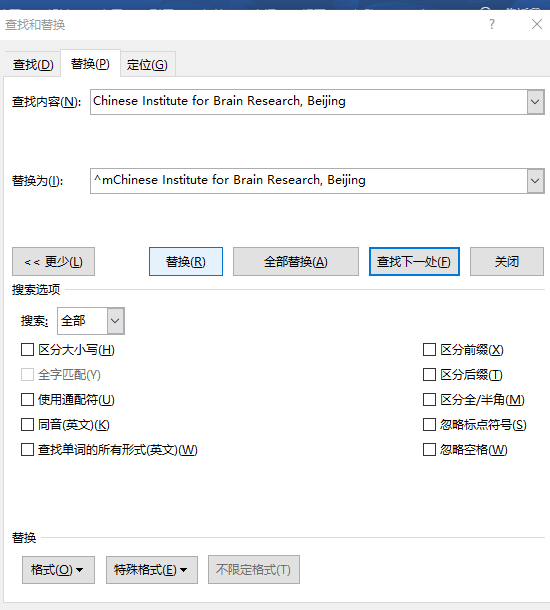 查找和替换
查找(D) 替换(P) 定位(G)
查找内容(N): Chinese Institute for Brain Research, Beijing
替换为(I): ^mChinese Institute for Brain Research, Beijing
<< 更少(L) 替换(R) 全部替换(A) 查找下一处(F) 关闭
搜索选项
搜索: 全部
区分大小写(H) 区分前缀(X)
全字匹配(Y) 区分后缀(T)
使用通配符(U) 区分全/半角(M)
同音(英文)(K) 忽略标点符号(S)
查找单词的所有形式(英文)(W) 忽略空格(W)
替换
格式(O) 特殊格式(E) 不限定格式(T)